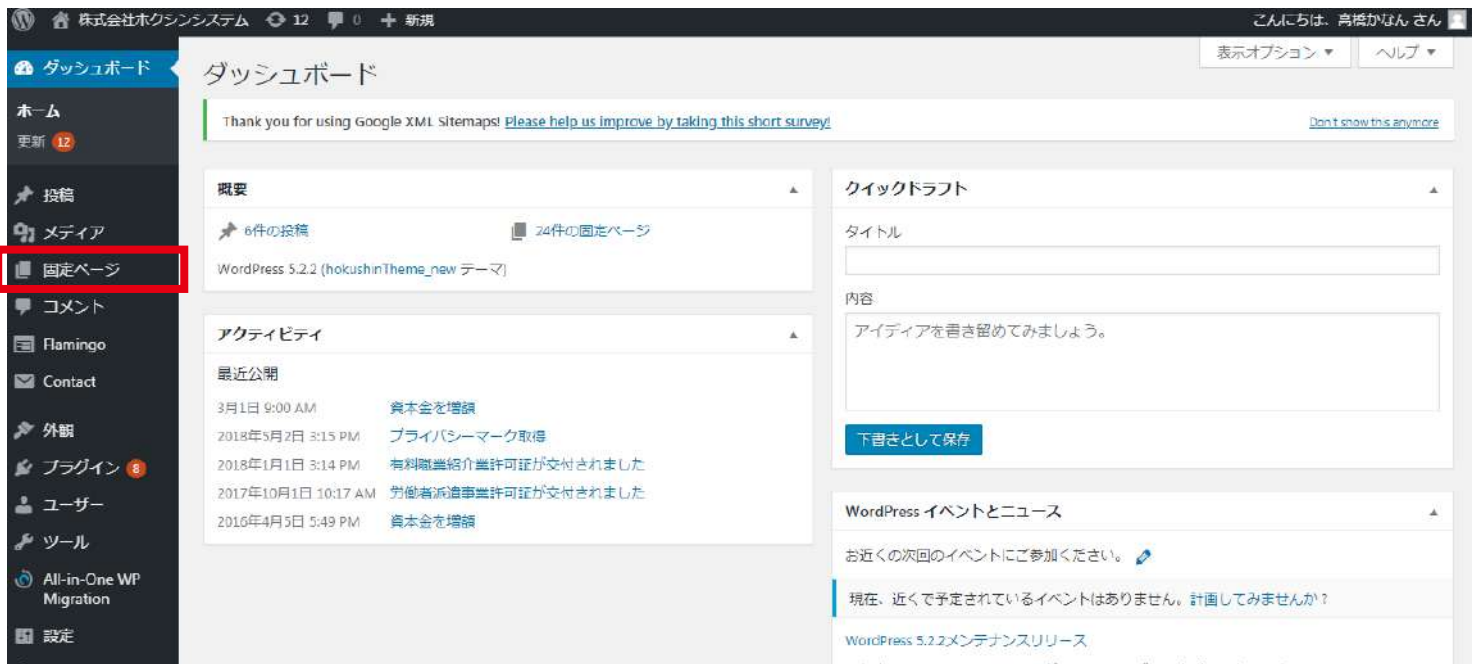 株式会社ホクシンシステム 12 0 新規
こんにちは、高橋かなん さん
ダッシュボード
ホーム
更新 12
投稿
メディア
固定ページ
コメント
Flamingo
Contact
外観
プラグイン 8
ユーザー
ツール
All-in-One WP
Migration
設定
表示オプション ▼
ヘルプ ▼
ダッシュボード
Thank you for using Google XML Sitemaps! Please help us improve by taking this short survey!
Don't show this anymore
概要
6件の投稿
24件の固定ページ
WordPress 5.2.2 (hokushinTheme_new テーマ)
アクティビティ
最近公開
3月1日 9:00 AM 資本金を増額
2018年5月2日 3:15 PM プライバシーマーク取得
2018年1月1日 3:14 PM 有料職業紹介業許可証が交付されました
2017年10月1日 10:17 AM 労働者派遣事業許可証が交付されました
2016年4月5日 5:49 PM 資本金を増額
クイックドラフト
タイトル
内容
アイディアを書き留めてみましょう。
下書きとして保存
WordPress イベントとニュース
お近くの次回のイベントにご参加ください。
現在、近くで予定されているイベントはありません。計画してみませんか ?
WordPress 5.2.2メンテナンスリリース